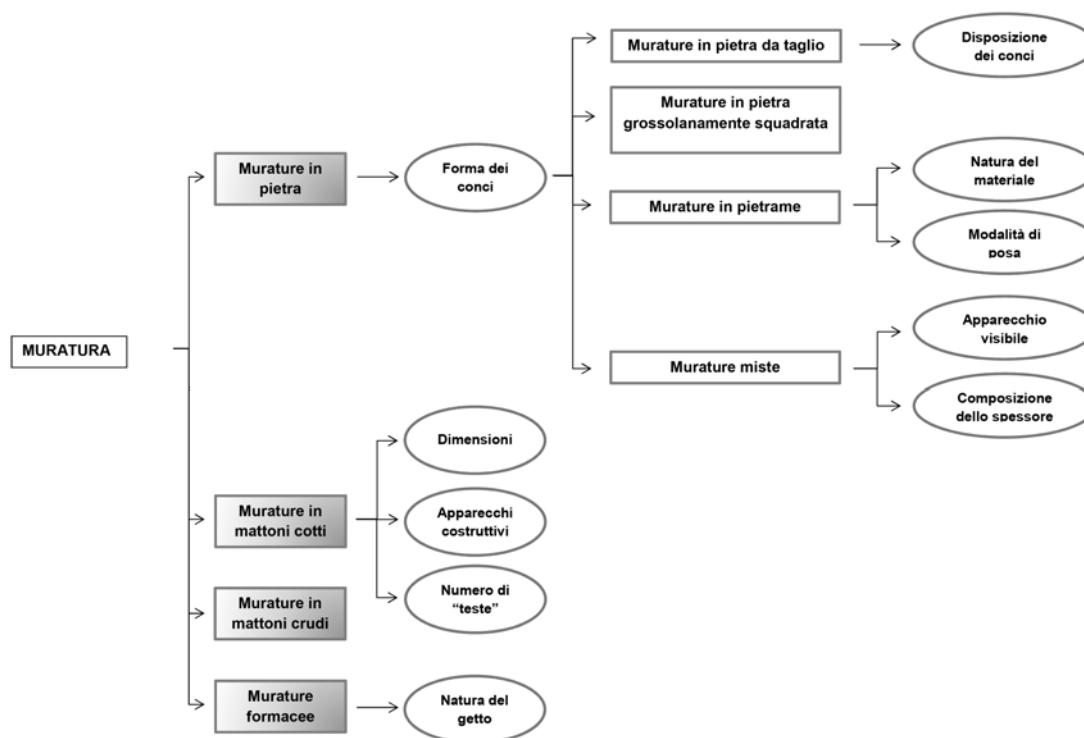 MURATURA
Murature in
pietra
Forma dei
conci
Murature in pietra da taglio
Disposizione
dei conci
Murature in pietra
grossolanamente squadrata
Murature in pietrame
Natura del
materiale
Modalità di
posa
Murature miste
Apparecchio
visibile
Composizione
dello spessore
Murature in
mattoni cotti
Dimensioni
Apparecchi
costruttivi
Numero di
“teste”
Murature in
mattoni crudi
Murature
formacee
Natura del
getto